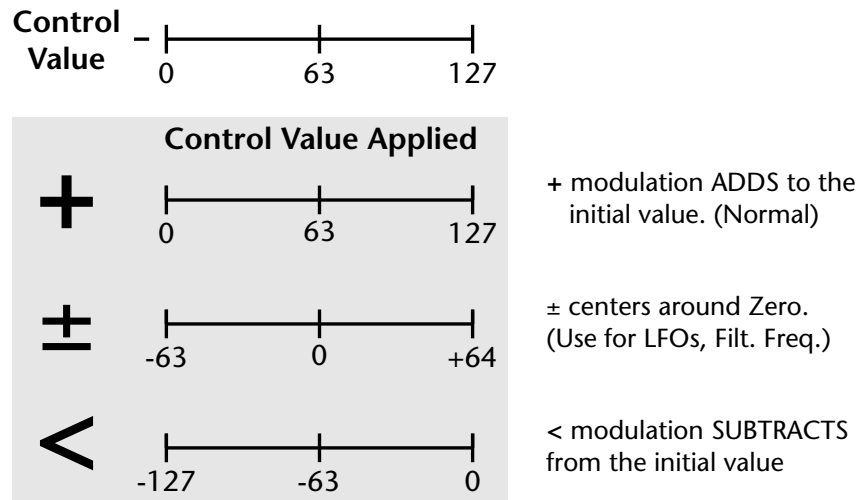 Control
Value
–
0 63 127
Control Value Applied
+
0 63 127
+ modulation ADDS to the
initial value. (Normal)
±
-63 0 +64
± centers around Zero.
(Use for LFOs, Filt. Freq.)
<
-127 -63 0
< modulation SUBTRACTS
from the initial value